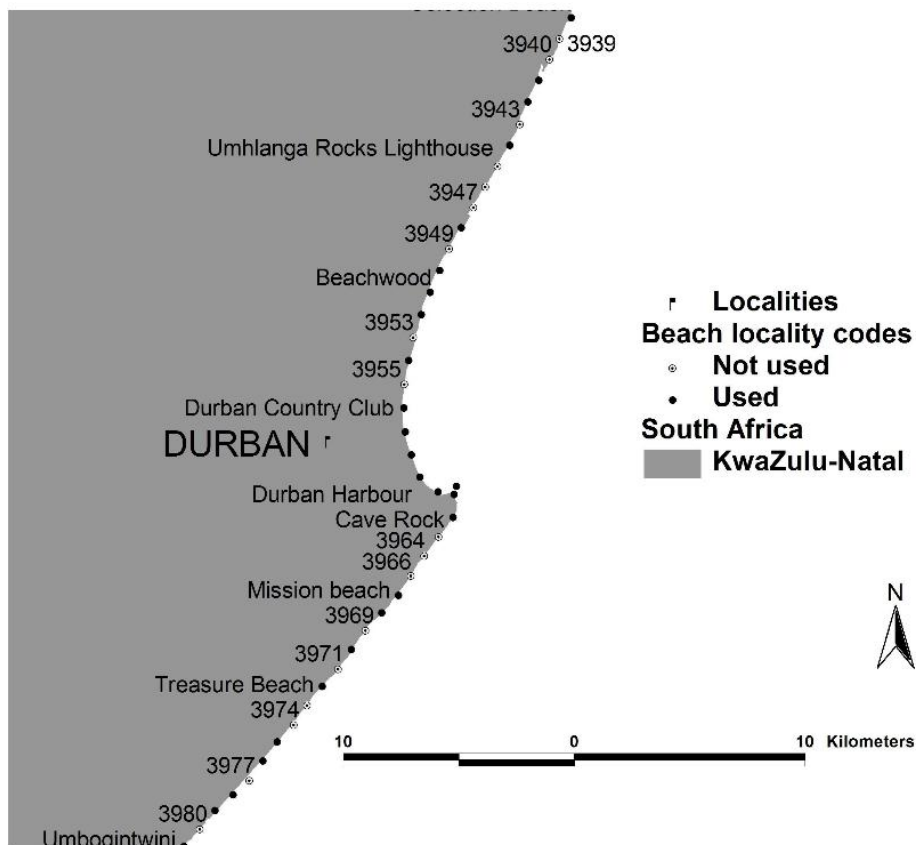 3940 3939
3943
Umhlanga Rocks Lighthouse
3947
3949
Beachwood
3953
3955
Durban Country Club
DURBAN
Durban Harbour
Cave Rock
3964
3966
Mission beach
3969
3971
Treasure Beach
3974
3977
3980
Umbogintwini
Localities
Beach locality codes
Not used
Used
South Africa
KwaZulu-Natal
N
10 0 10 Kilometers